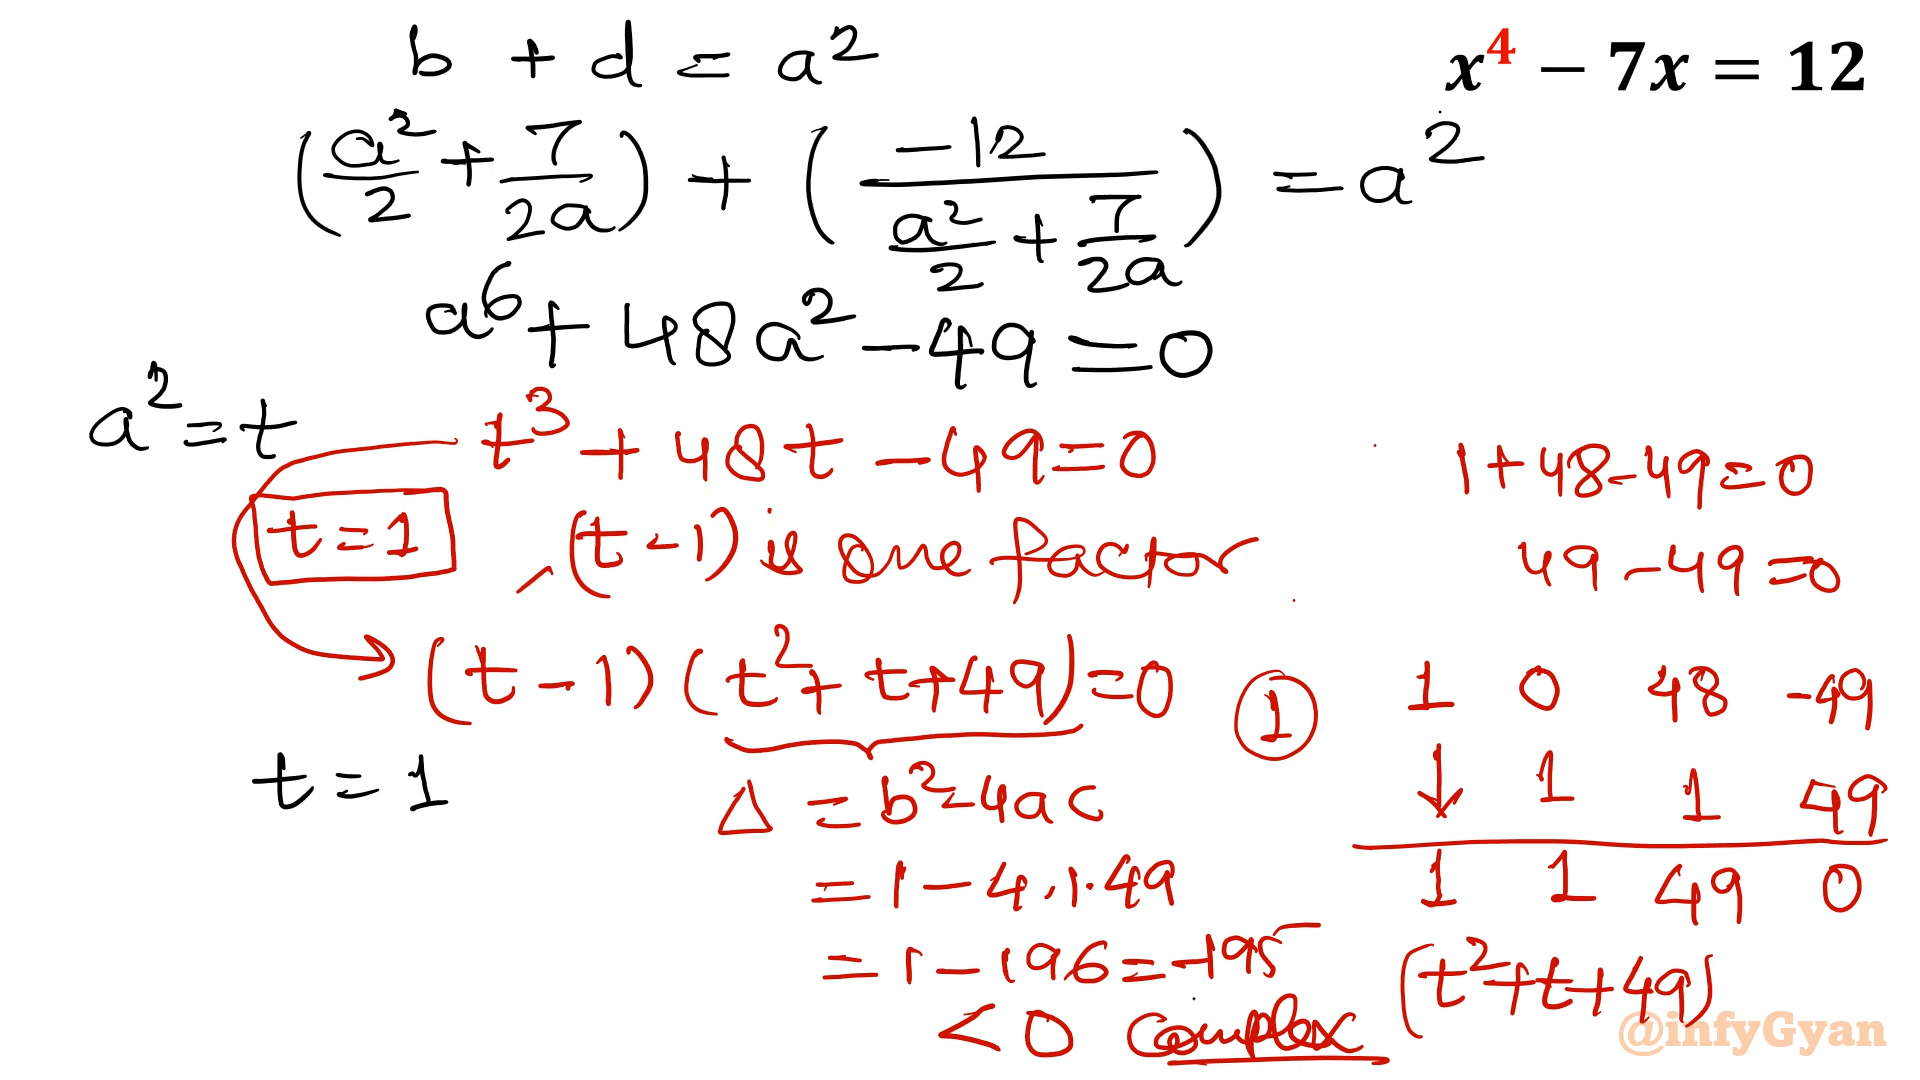 b + d = a²
x⁴ − 7x = 12
(a²/2 + 7/2a) + (−12/(a²/2 + 7/2a)) = a²
a⁶ + 48a² − 49 = 0
a² = t
t³ + 48t − 49 = 0
1 + 48 − 49 = 0
t = 1
(t − 1) is one factor
49 − 49 = 0
(t − 1) (t² + t + 49) = 0
① 1 0 48 −49
↓ 1 1 49
1 1 49 0
t = 1
Δ = b² − 4ac
= 1 − 4.1.49
= 1 − 196 = −195
< 0 complex
(t² + t + 49)
@infyGyan